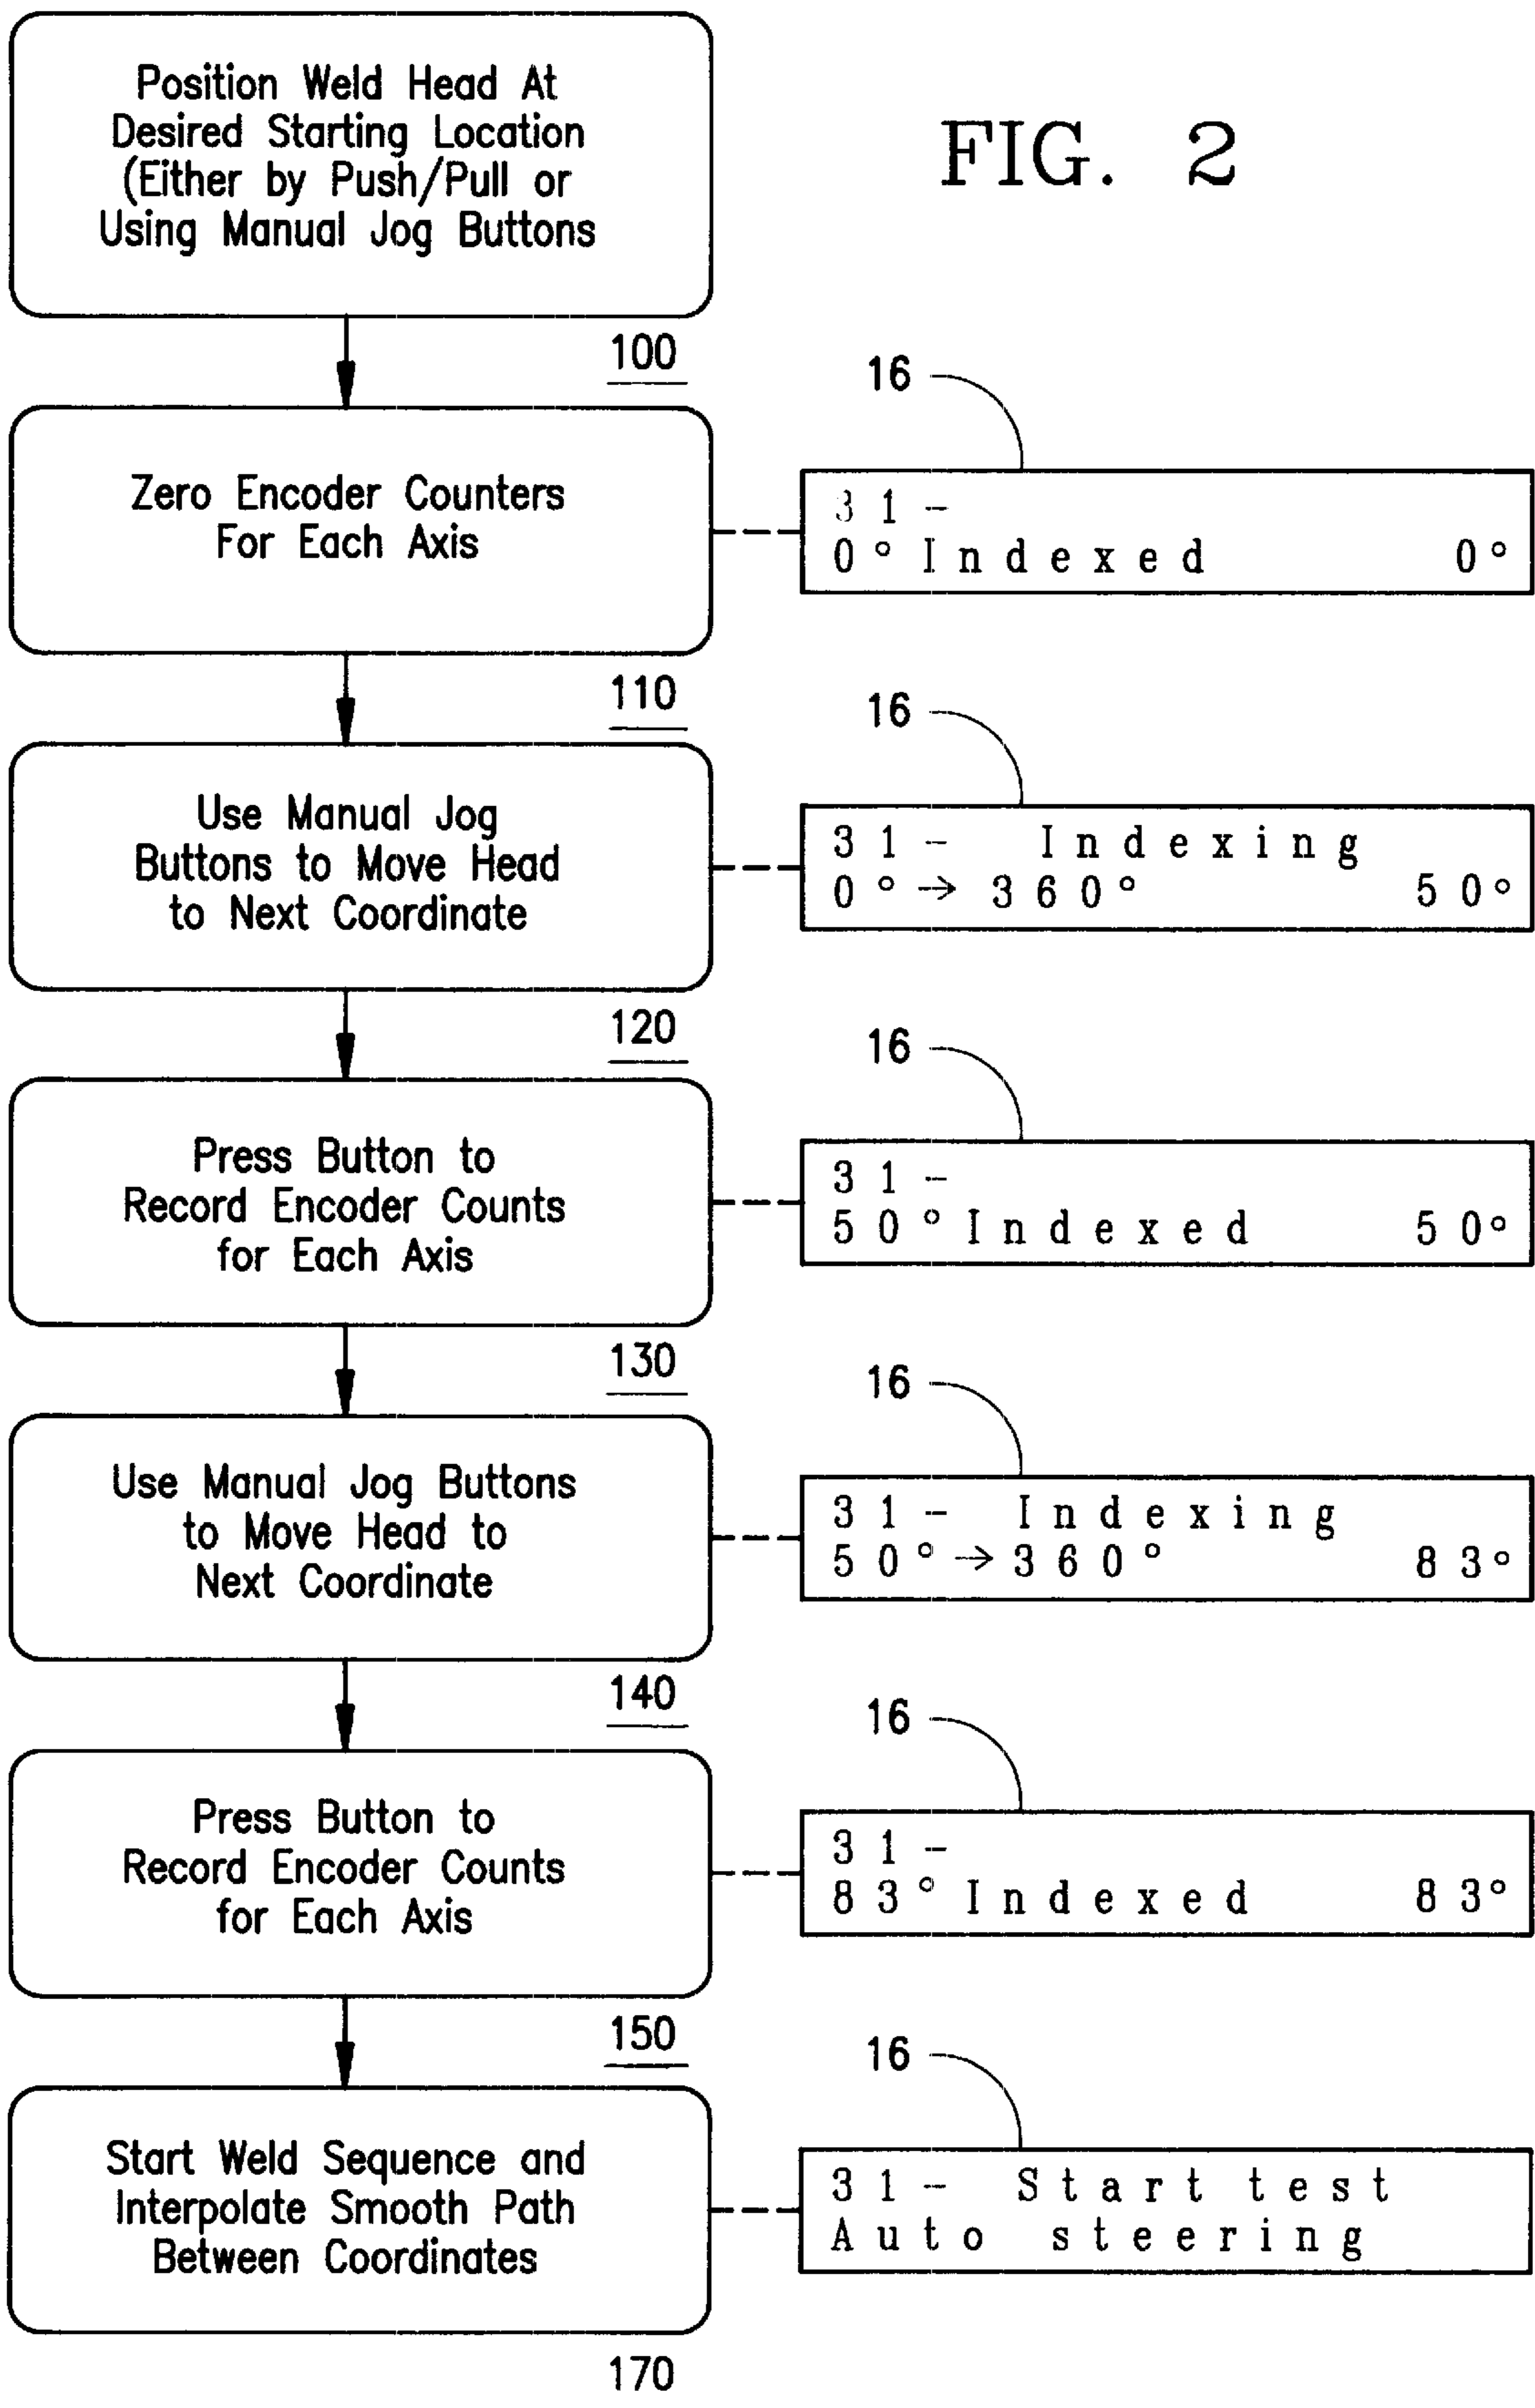 Position Weld Head At
Desired Starting Location
(Either by Push/Pull or
Using Manual Jog Buttons
FIG. 2
100
Zero Encoder Counters
For Each Axis
16
31-
0° Indexed 0°
110
Use Manual Jog
Buttons to Move Head
to Next Coordinate
16
31- Indexing
0°→360° 50°
120
Press Button to
Record Encoder Counts
for Each Axis
16
31-
50° Indexed 50°
130
Use Manual Jog Buttons
to Move Head to
Next Coordinate
16
31- Indexing
50°→360° 83°
140
Press Button to
Record Encoder Counts
for Each Axis
16
31-
83° Indexed 83°
150
Start Weld Sequence and
Interpolate Smooth Path
Between Coordinates
16
31- Start test
Auto steering
170